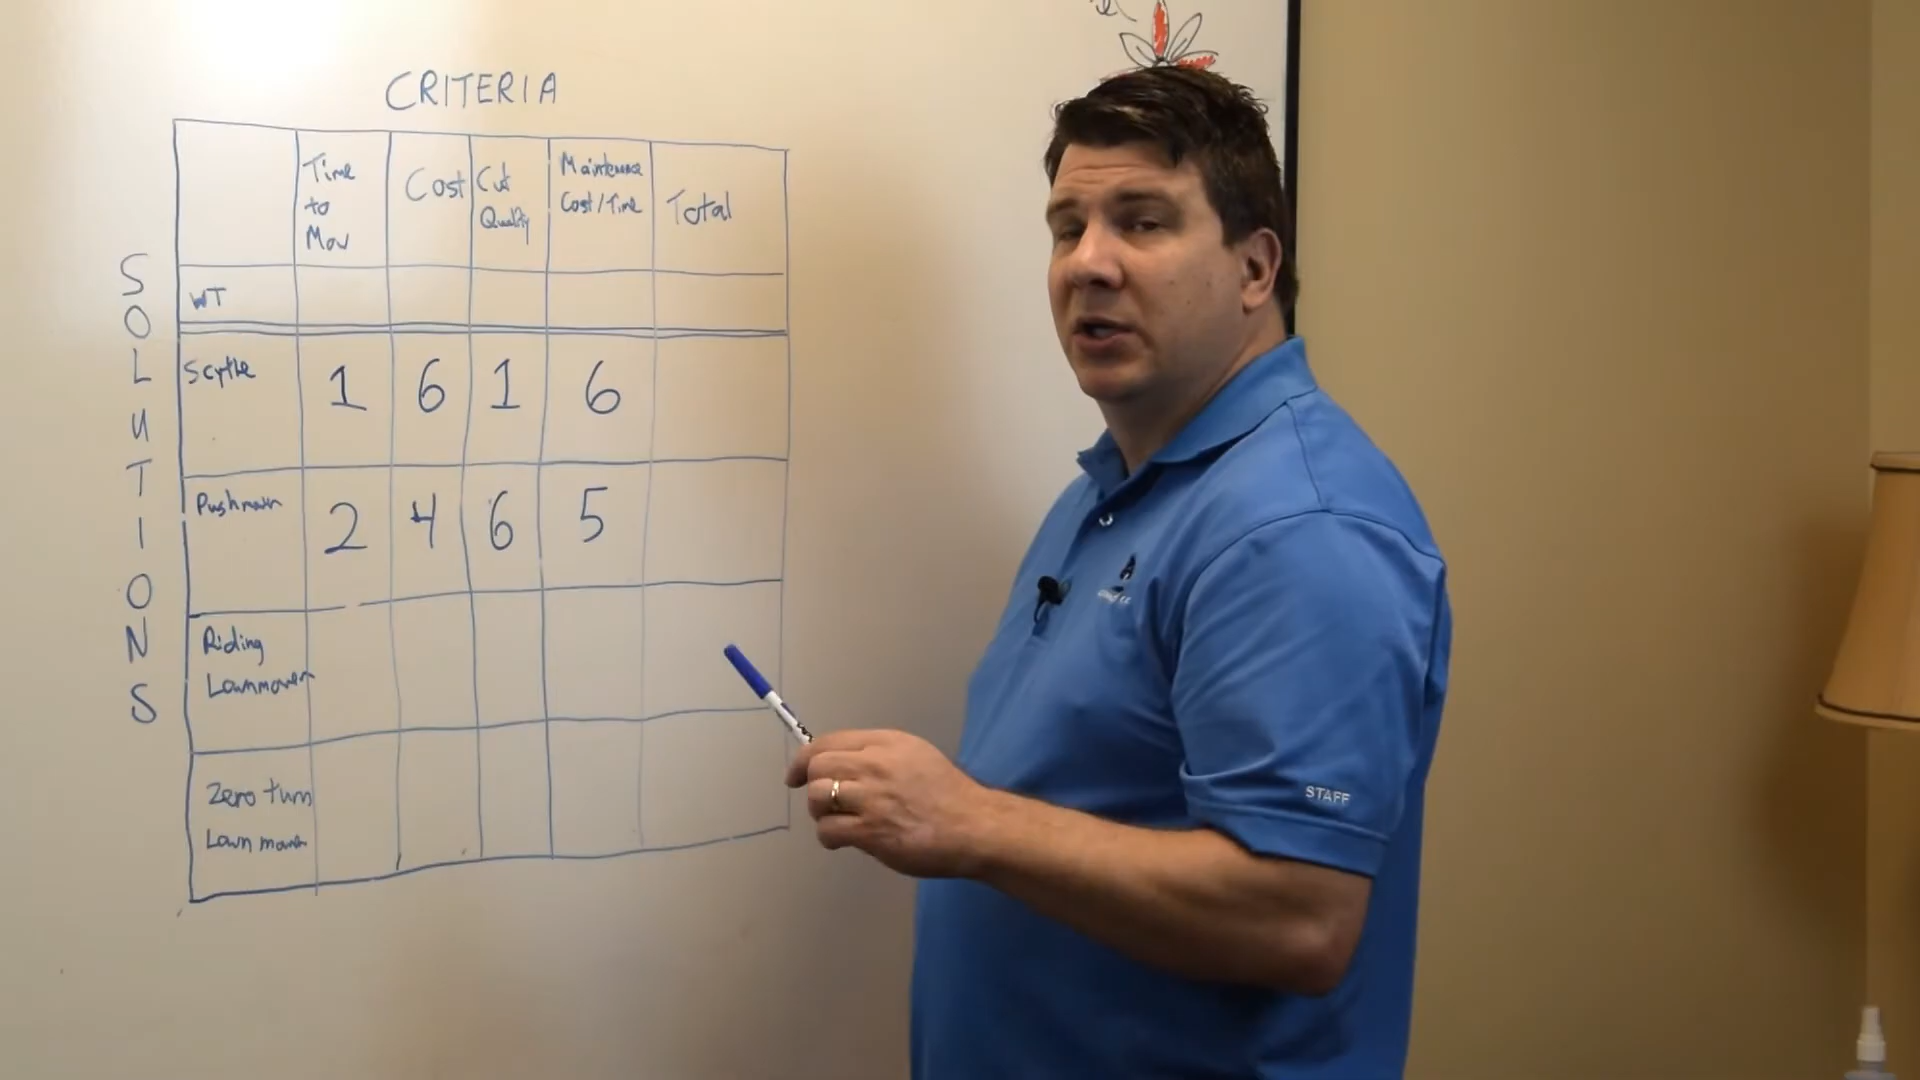 CRITERIA
Time to Mow
Cost
Cut Quality
Maintenance Cost/Time
Total
SOLUTIONS
WT
Scythe 1 6 1 6
Pushmown 2 4 6 5
Riding
Lawnmower
Zero turn
Lawn mower
STAFF